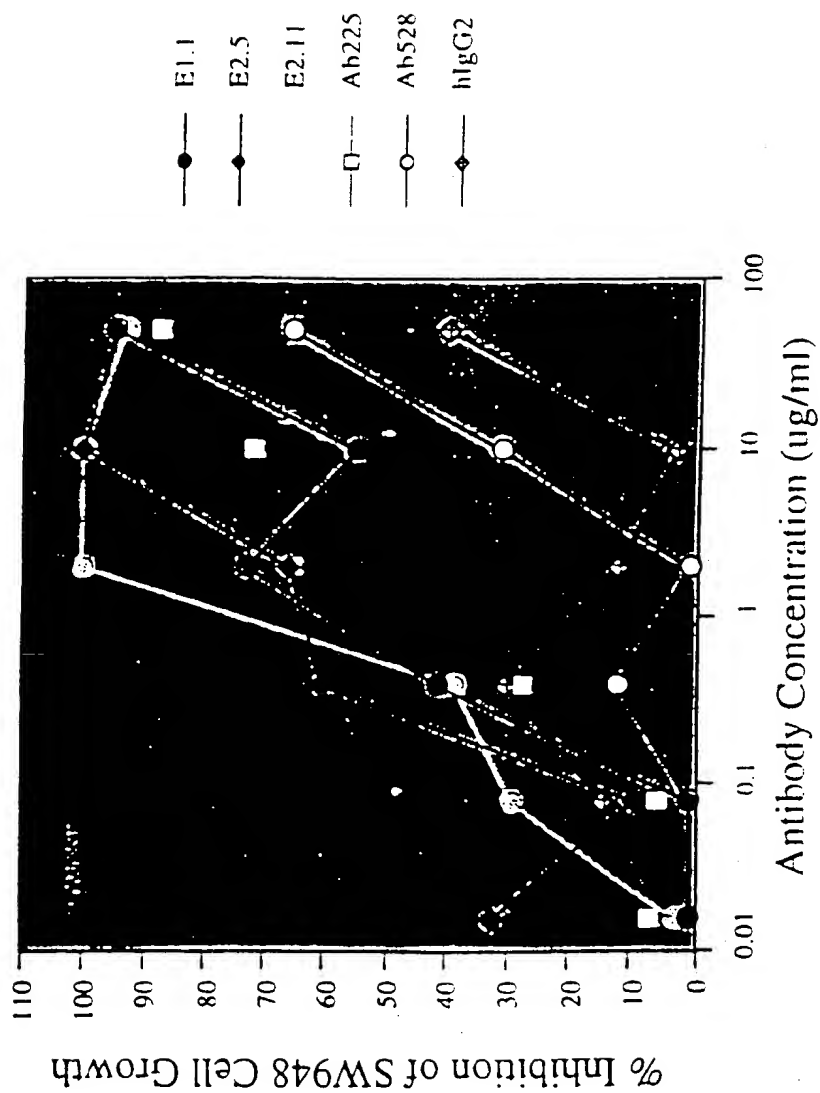 % Inhibition of SW948 Cell Growth
110
100
90
80
70
60
50
40
30
20
10
0
0.01
0.1
1
10
100
Antibody Concentration (ug/ml)
E1.1
E2.5
E2.11
Ab225
Ab528
hIgG2